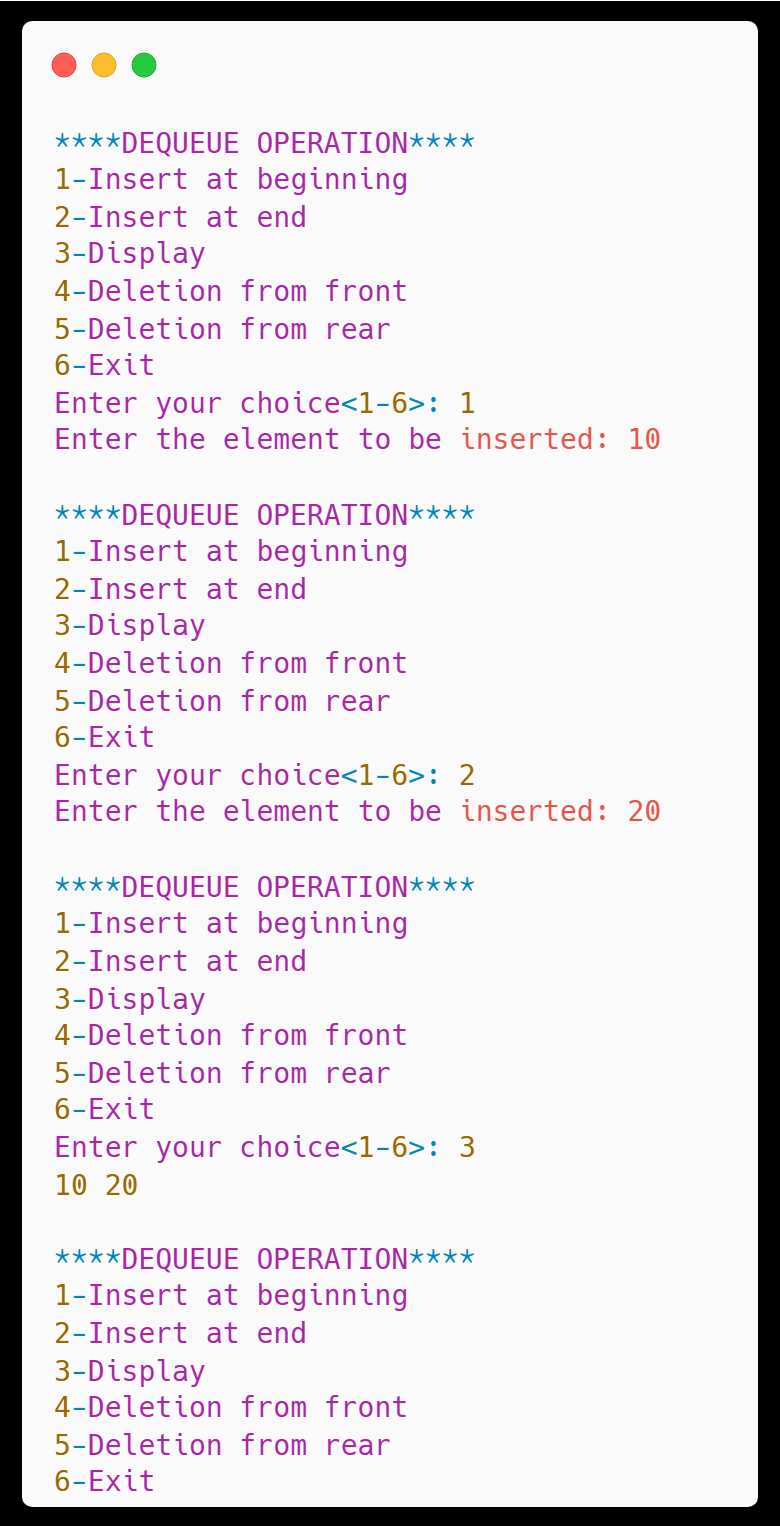 ****DEQUEUE OPERATION****
1-Insert at beginning
2-Insert at end
3-Display
4-Deletion from front
5-Deletion from rear
6-Exit
Enter your choice<1-6>: 1
Enter the element to be inserted: 10
****DEQUEUE OPERATION****
1-Insert at beginning
2-Insert at end
3-Display
4-Deletion from front
5-Deletion from rear
6-Exit
Enter your choice<1-6>: 2
Enter the element to be inserted: 20
****DEQUEUE OPERATION****
1-Insert at beginning
2-Insert at end
3-Display
4-Deletion from front
5-Deletion from rear
6-Exit
Enter your choice<1-6>: 3
10 20
****DEQUEUE OPERATION****
1-Insert at beginning
2-Insert at end
3-Display
4-Deletion from front
5-Deletion from rear
6-Exit